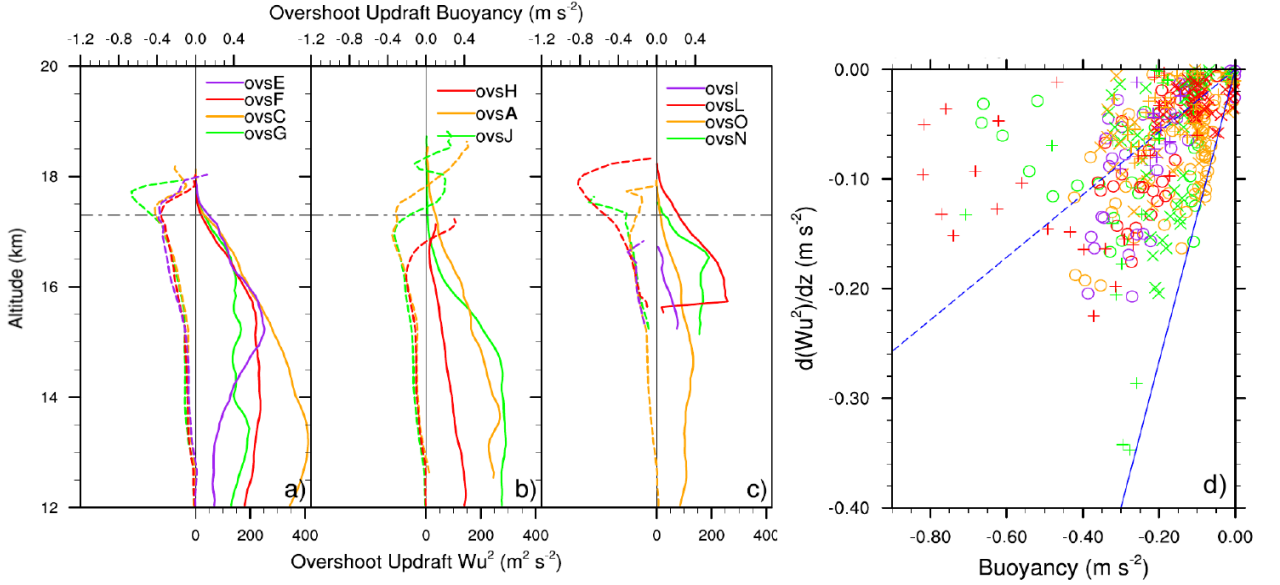 Overshoot Updraft Buoyancy (m s-2)
-1.2 -0.8 -0.4 0.0 0.4 -1.2 -0.8 -0.4 0.0 0.4 -1.2 -0.8 -0.4 0.0 0.4
20
18
16
14
12
Altitude (km)
ovsE
ovsF
ovsC
ovsG
a)
ovsH
ovsA
ovsJ
b)
ovsI
ovsL
ovsO
ovsN
c)
0 200 400 0 200 400 0 200 400
Overshoot Updraft Wu2 (m2 s-2)
0.00
-0.10
-0.20
-0.30
-0.40
d(Wu2)/dz (m s-2)
d)
-0.80 -0.60 -0.40 -0.20 0.00
Buoyancy (m s-2)